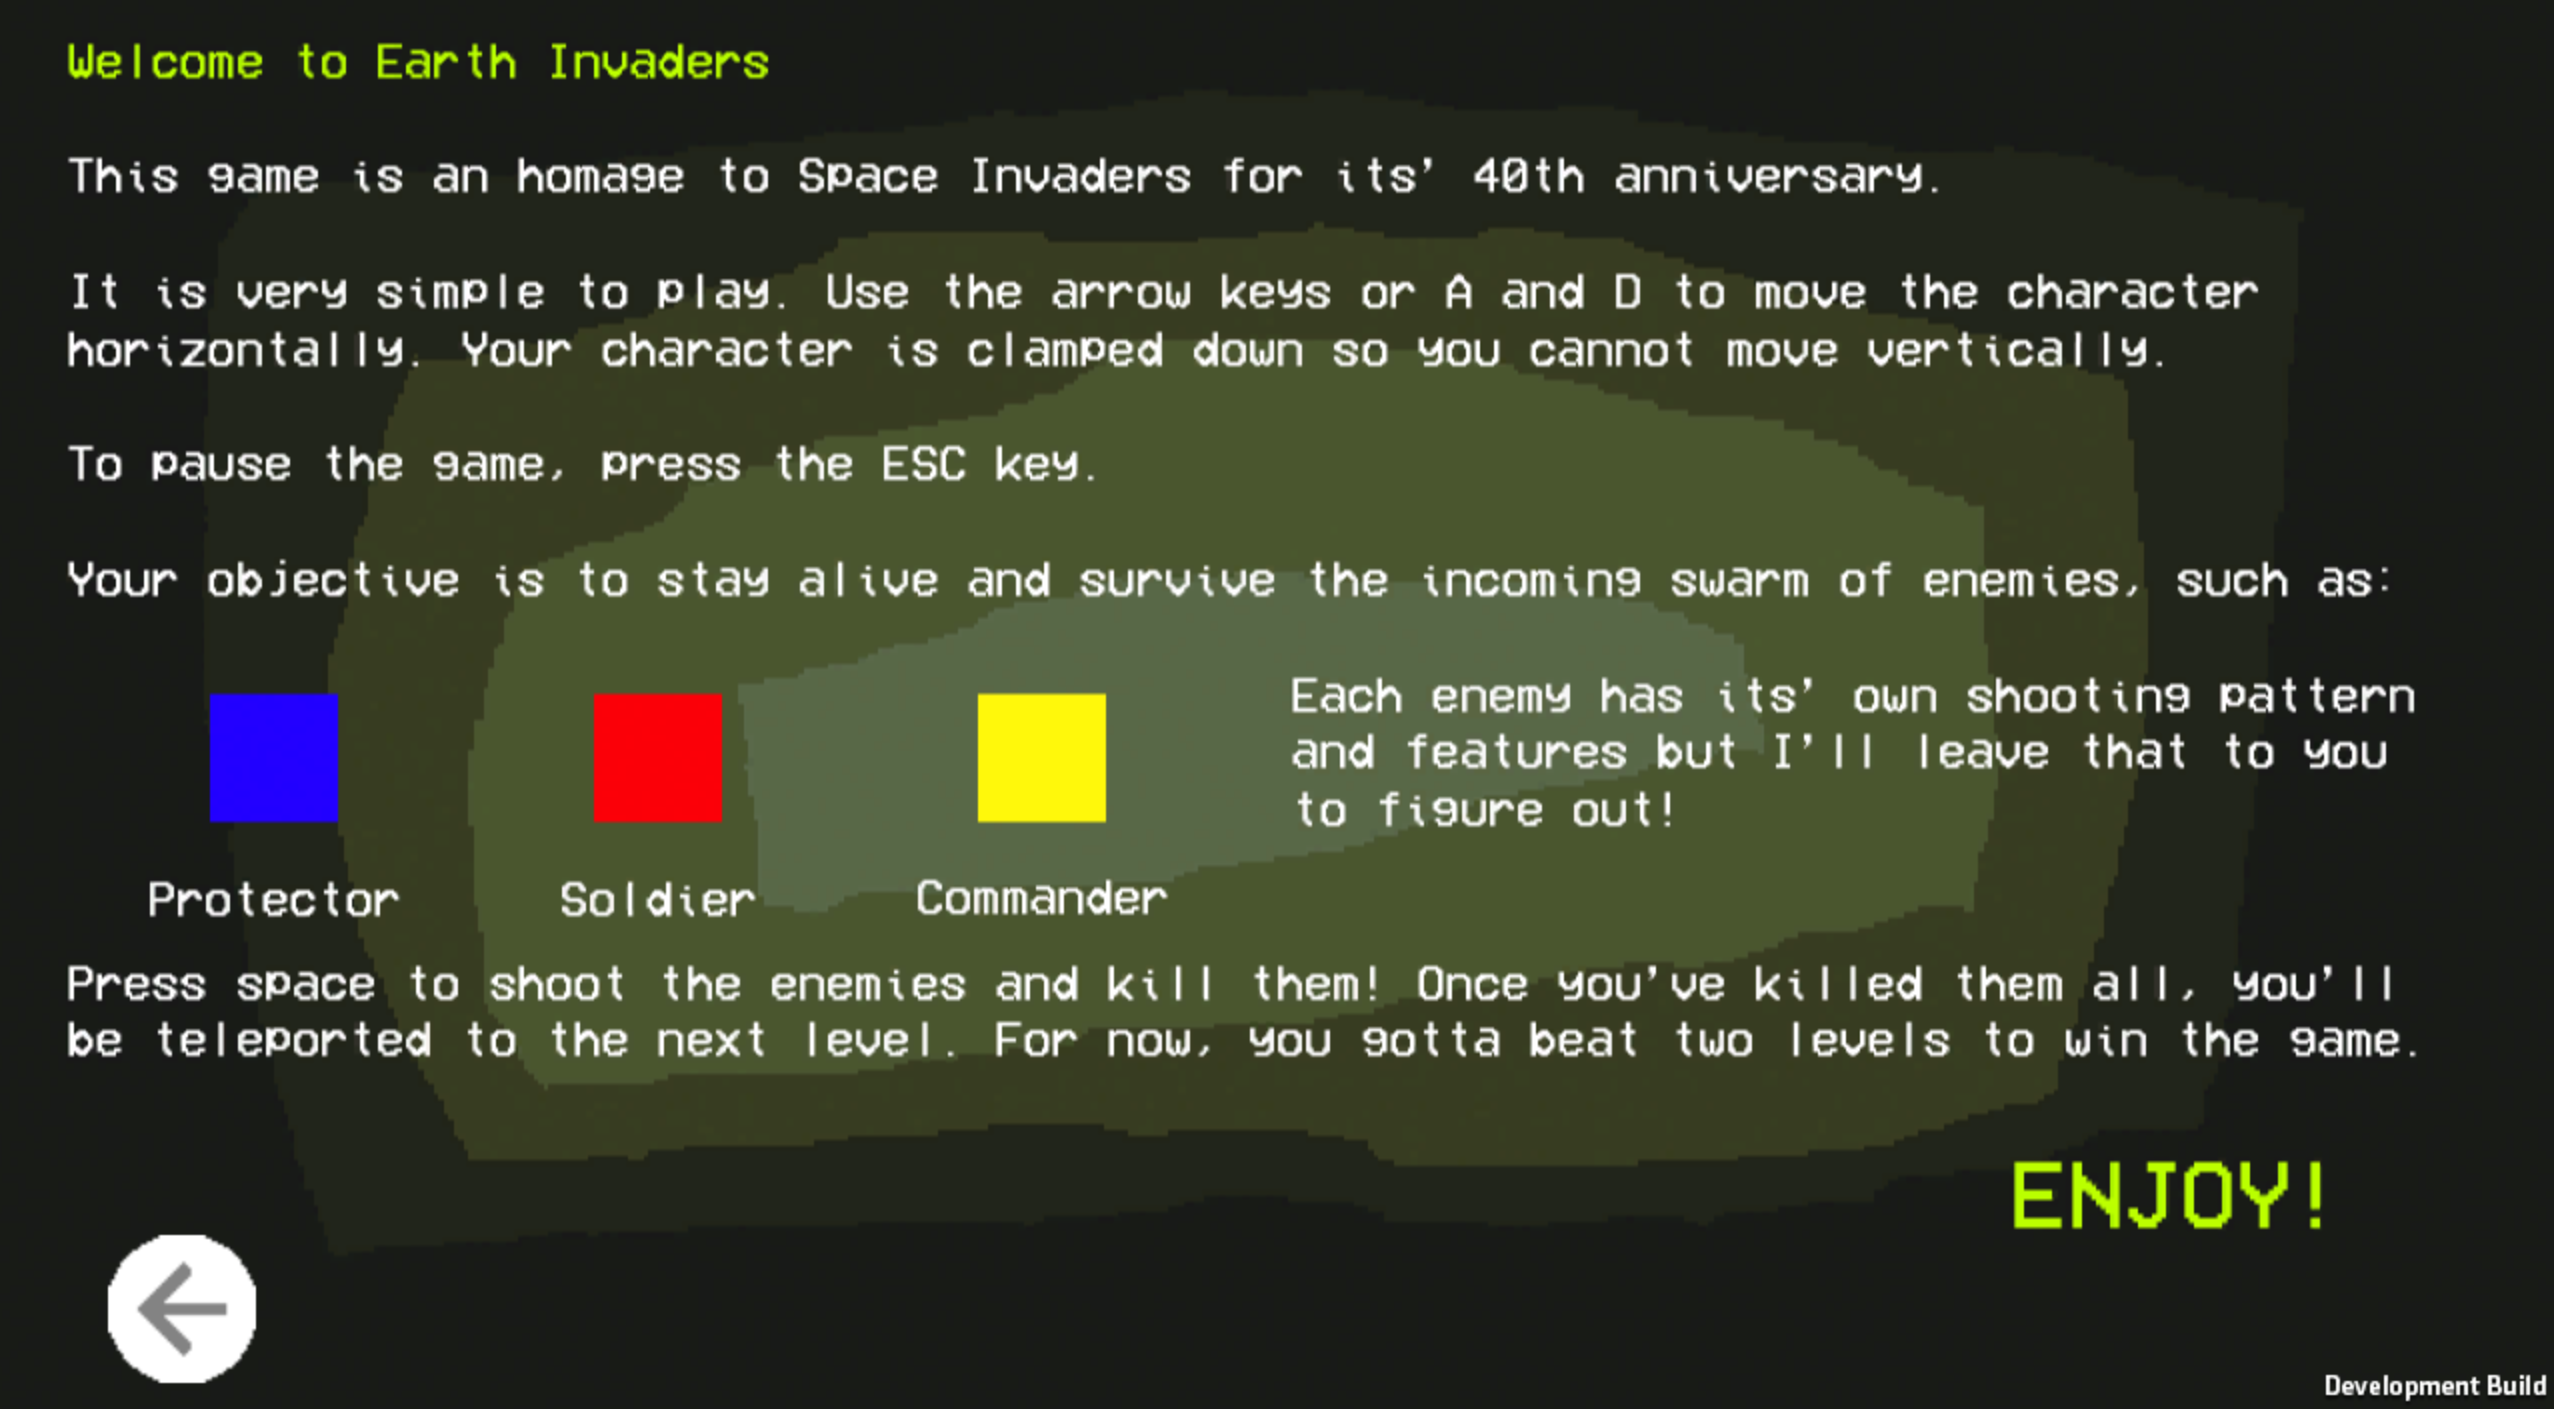 Welcome to Earth Invaders
This game is an homage to Space Invaders for its' 40th anniversary.
It is very simple to play. Use the arrow keys or A and D to move the character
horizontally. Your character is clamped down so you cannot move vertically.
To pause the game, press the ESC key.
Your objective is to stay alive and survive the incoming swarm of enemies, such as:
Each enemy has its' own shooting pattern
and features but I'll leave that to you
to figure out!
Protector
Soldier
Commander
Press space to shoot the enemies and kill them! Once you've killed them all, you'll
be teleported to the next level. For now, you gotta beat two levels to win the game.
ENJOY!
Development Build